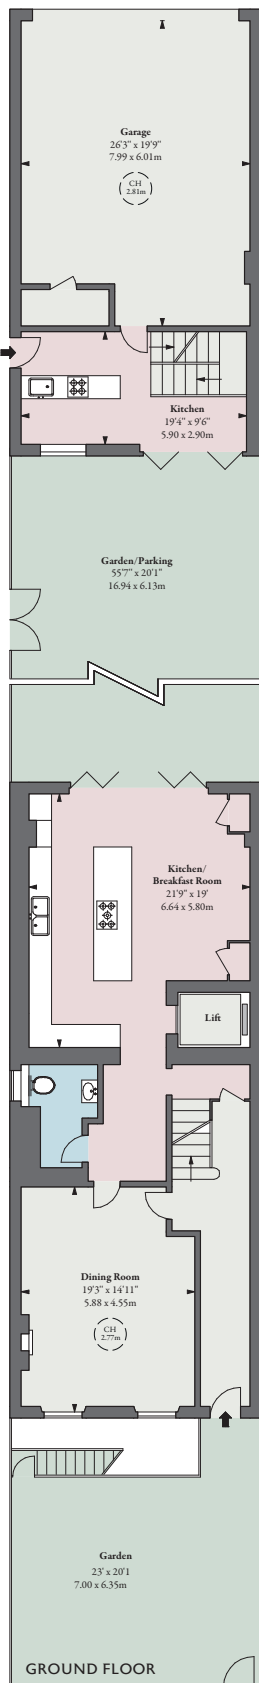 Garage
26'3" x 19'9"
7.99 x 6.01m
CH
2.81m
Kitchen
19'4" x 9'6"
5.90 x 2.90m
Garden/Parking
55'7" x 20'1"
16.94 x 6.13m
Kitchen/
Breakfast Room
21'9" x 19'
6.64 x 5.80m
Lift
Dining Room
19'3" x 14'11"
5.88 x 4.55m
CH
2.77m
Garden
23' x 20'1
7.00 x 6.35m
GROUND FLOOR